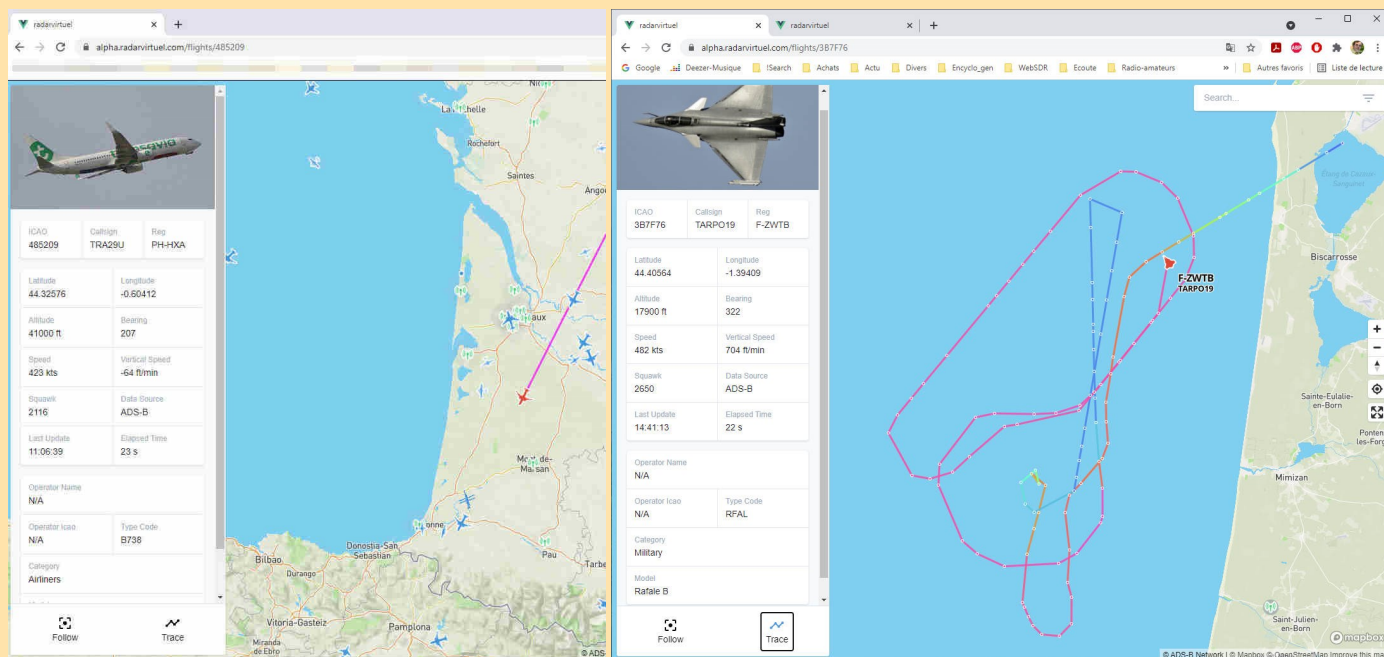 radarvirtuel
alpha.radarvirtuel.com/flights/485209
ICAO Callsign Reg
485209 TRA29U PH-HXA
Latitude Longitude
44.32576 -0.60412
Altitude Bearing
41000 ft 207
Speed Vertical Speed
423 kts -64 ft/min
Squawk Data Source
2116 ADS-B
Last Update Elapsed Time
11:06:39 23 s
Operator Name
N/A
Operator Icao Type Code
N/A B738
Category
Airliners
Follow Trace
Rochefort
Saintes
Bilbao
Durango
Donostia-San
Sebastián
Pau
Vitoria-Gasteiz
Pamplona
Miranda
de Ebro
© ADS
radarvirtuel radarvirtuel
alpha.radarvirtuel.com/flights/3B7F76
Google Deezer-Musique !Search Achats Actu Divers Encyclo_gen WebSDR Ecoute Radio-amateurs » Autres favoris Liste de lecture
Search...
ICAO Callsign Reg
3B7F76 TARPO19 F-ZWTB
Latitude Longitude
44.40564 -1.39409
Altitude Bearing
17900 ft 322
Speed Vertical Speed
482 kts 704 ft/min
Squawk Data Source
2650 ADS-B
Last Update Elapsed Time
14:41:13 22 s
Operator Name
N/A
Operator Icao Type Code
N/A RFAL
Category
Military
Model
Rafale B
Follow Trace
Biscarrosse
F-ZWTB
TARPO19
Sainte-Eulalie-
en-Born
Mimizan
Saint-Julien-
en-Born
mapbox
© ADS-B Network | © Mapbox © OpenStreetMap Improve this map